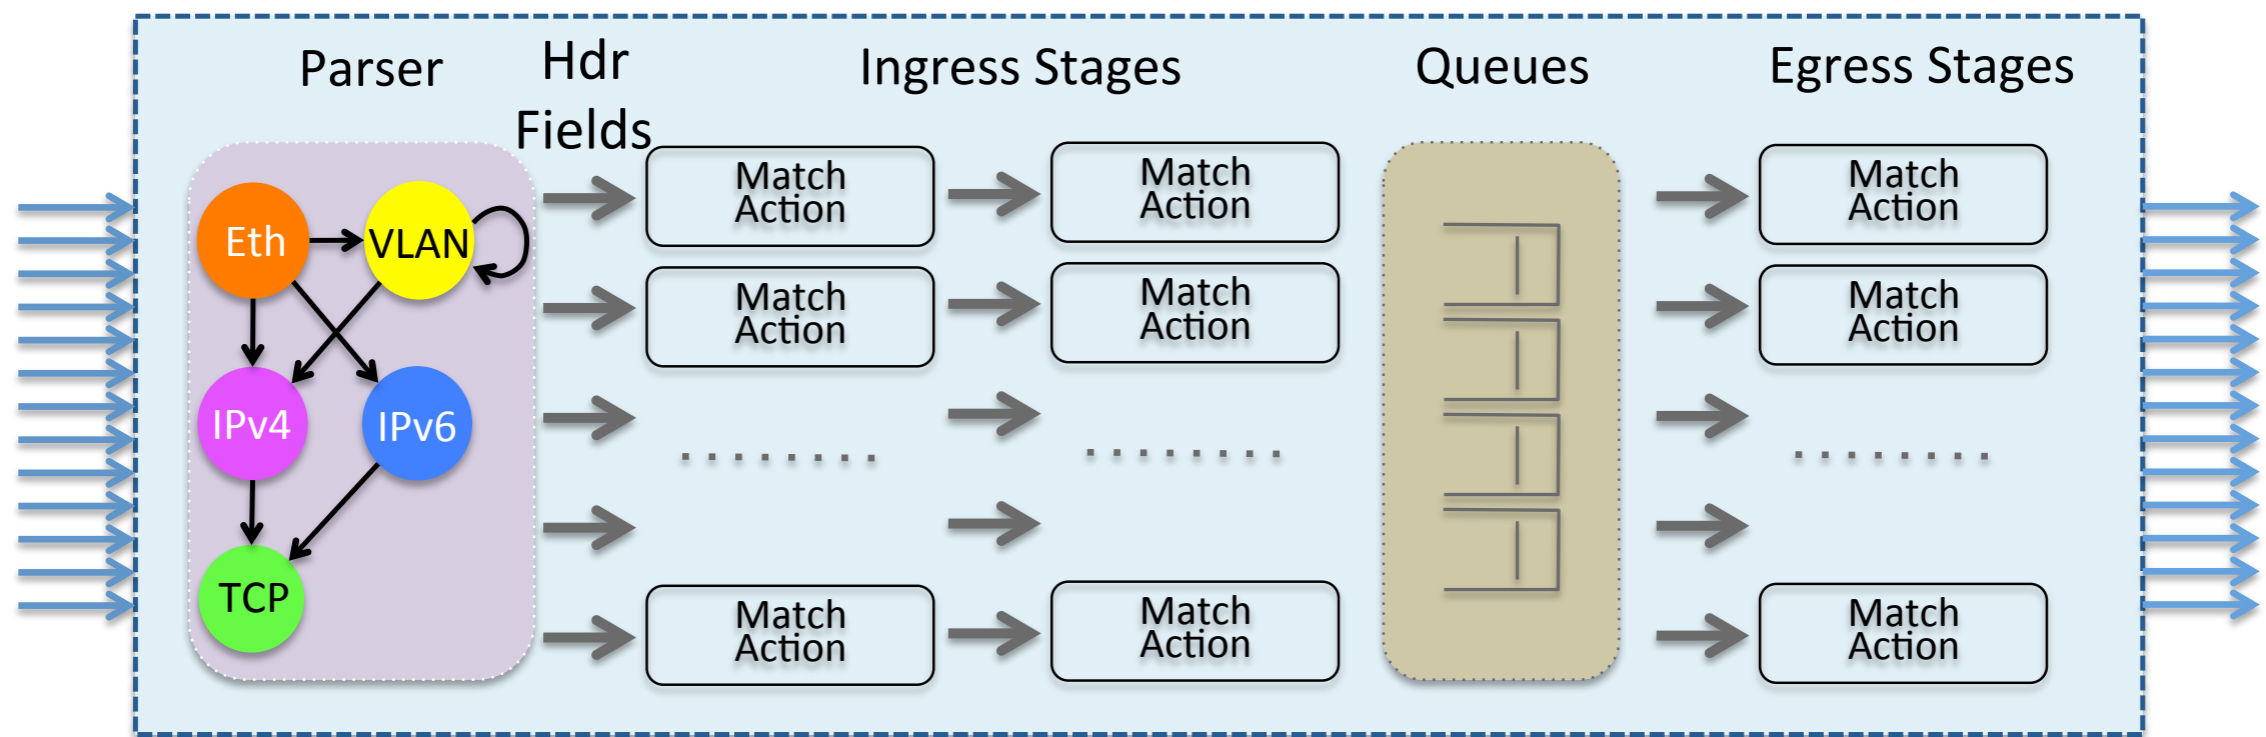 Parser
Hdr
Fields
Ingress Stages
Queues
Egress Stages
Eth
VLAN
IPv4
IPv6
TCP
Match
Action
Match
Action
Match
Action
Match
Action
Match
Action
Match
Action
Match
Action
Match
Action
Match
Action